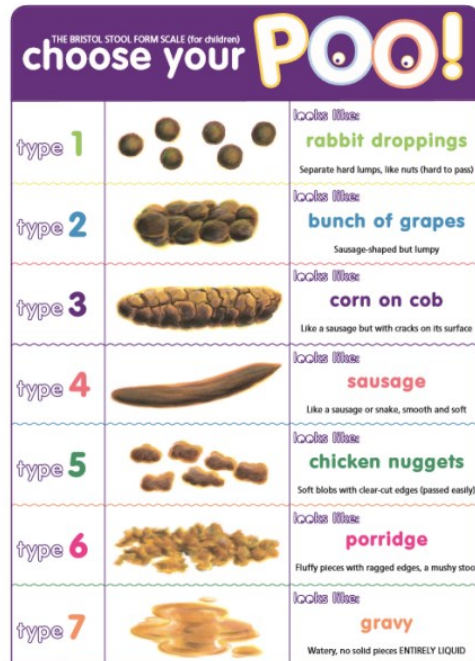 THE BRISTOL STOOL FORM SCALE (for children)
choose your POO!
type 1
looks like:
rabbit droppings
Separate hard lumps, like nuts (hard to pass)
type 2
looks like:
bunch of grapes
Sausage-shaped but lumpy
type 3
looks like:
corn on cob
Like a sausage but with cracks on its surface
type 4
looks like:
sausage
Like a sausage or snake, smooth and soft
type 5
looks like:
chicken nuggets
Soft blobs with clear-cut edges (passed easily)
type 6
looks like:
porridge
Fluffy pieces with ragged edges, a mushy stoo
type 7
looks like:
gravy
Watery, no solid pieces ENTIRELY LIQUID